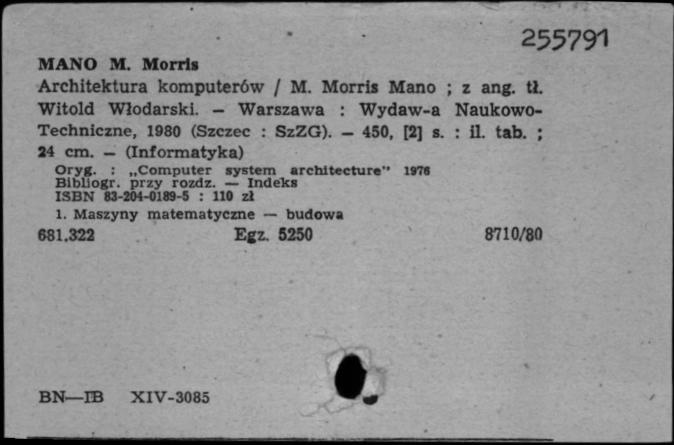 255791
MANO M. Morris
Architektura komputerów / M. Morris Mano ; z ang. tł.
Witold Włodarski. — Warszawa : Wydaw-a Naukowo-
Techniczne, 1980 (Szczec : SzZG). — 450, [2] s. : il. tab. ;
24 cm. — (Informatyka)
Oryg. : „Computer system architecture" 1976
Bibliogr. przy rozdz. — Indeks
ISBN 83-204-0189-5 : 110 zł
1. Maszyny matematyczne — budowa
681.322 Egz. 5250 8710/80
BN—IB XIV-3085